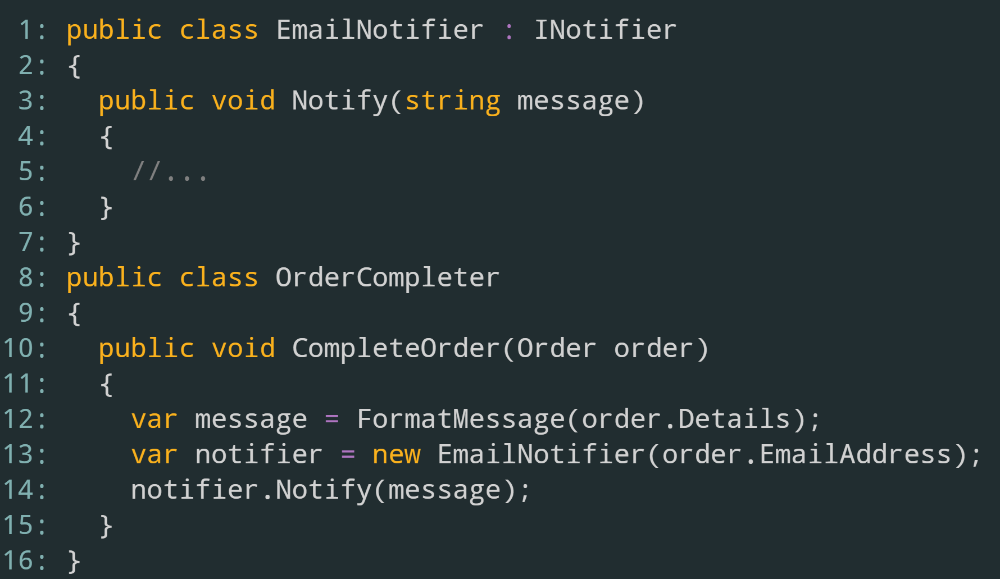 1: public class EmailNotifier : INotifier
2: {
3:   public void Notify(string message)
4:   {
5:     //...
6:   }
7: }
8: public class OrderCompleter
9: {
10:   public void CompleteOrder(Order order)
11:   {
12:     var message = FormatMessage(order.Details);
13:     var notifier = new EmailNotifier(order.EmailAddress);
14:     notifier.Notify(message);
15:   }
16: }